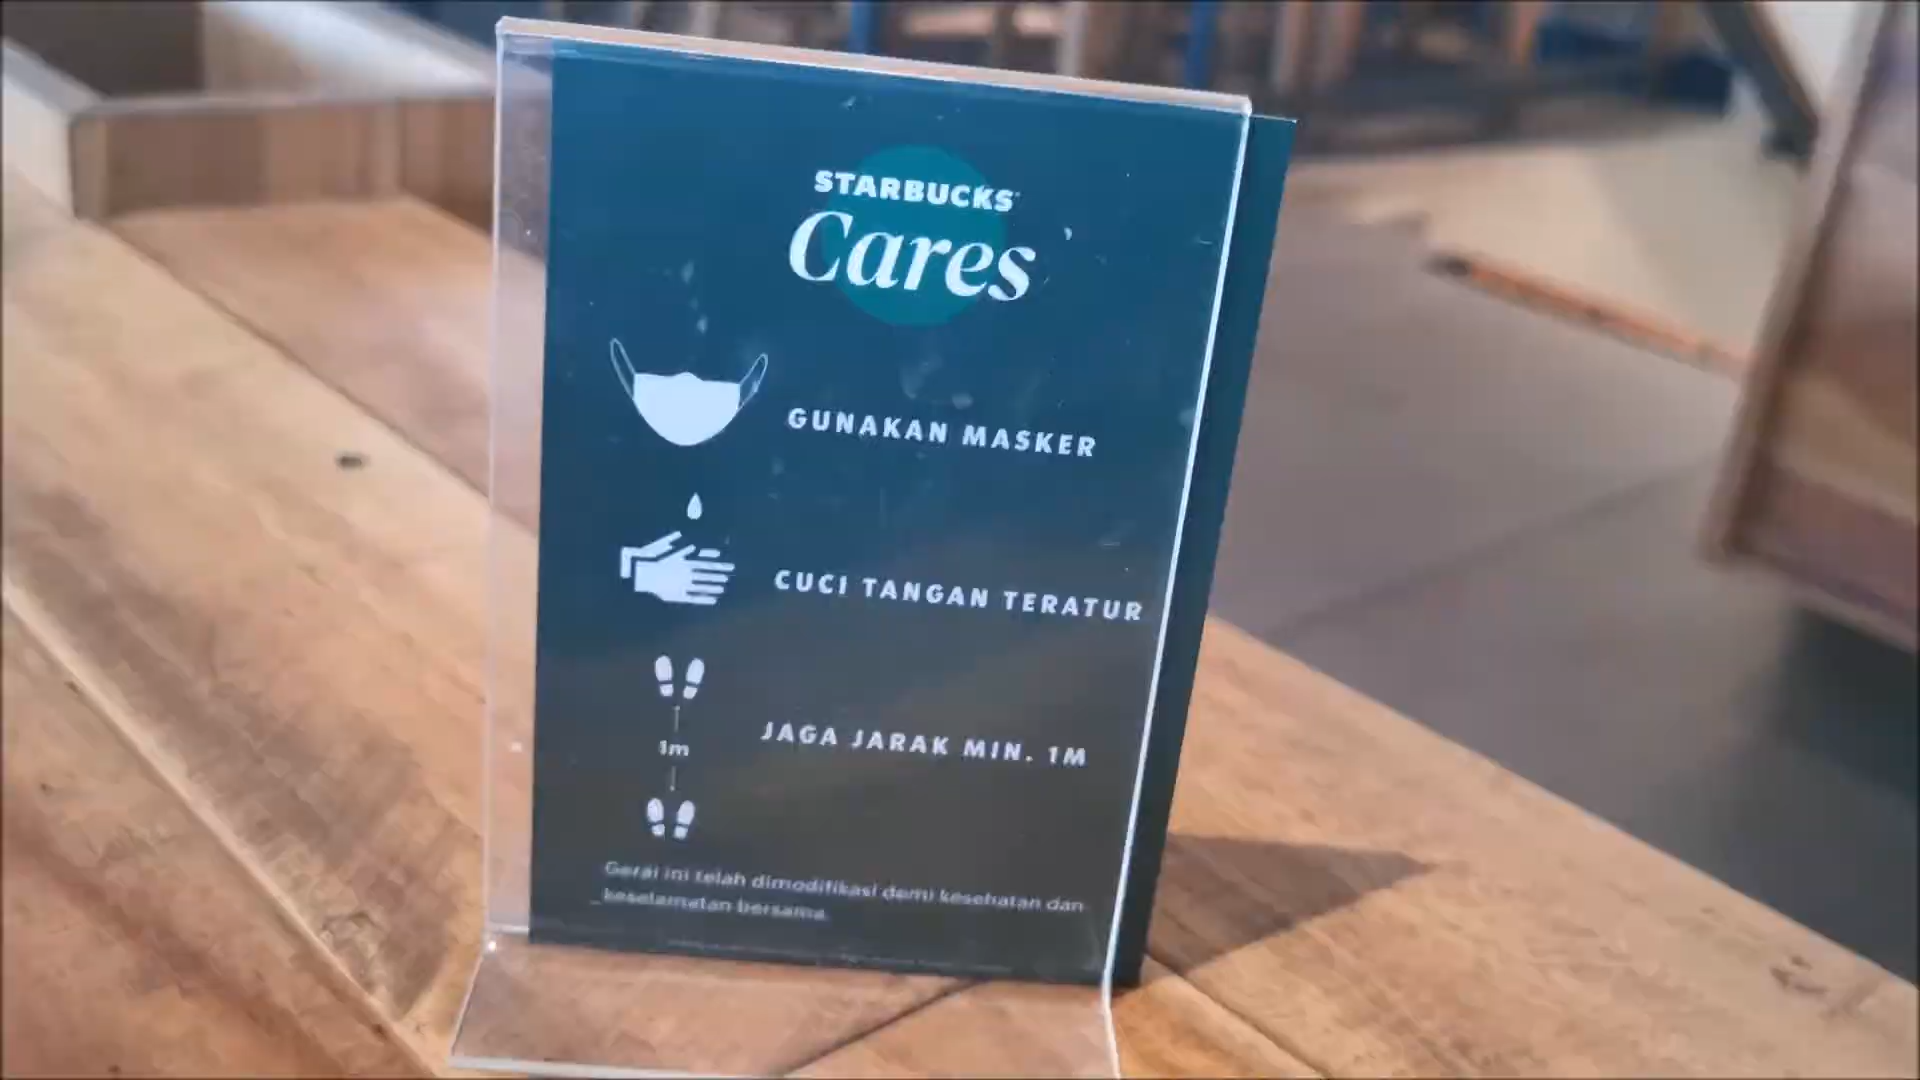 STARBUCKS
Cares
GUNAKAN MASKER
CUCI TANGAN TERATUR
1m
JAGA JARAK MIN. 1M
Gerai ini telah dimodifikasi demi kesehatan dan
keselamatan bersama.